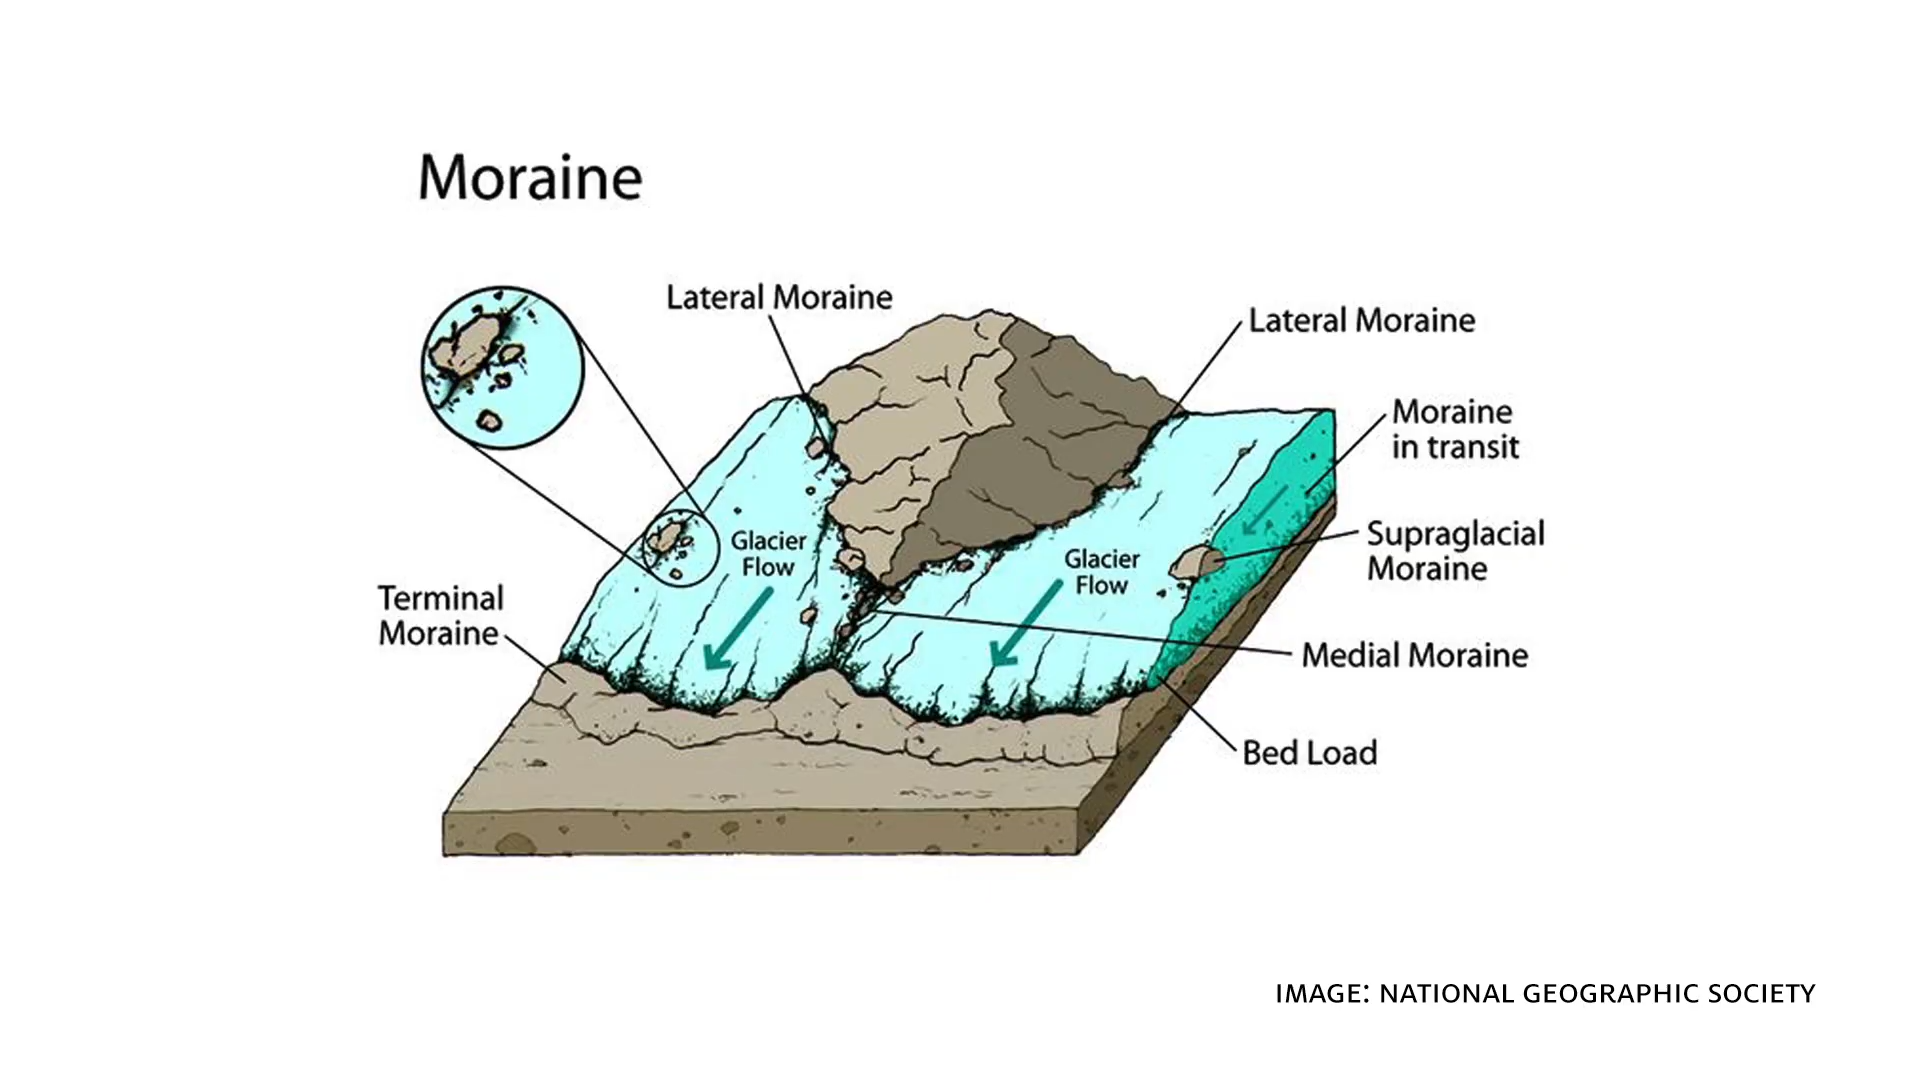 Moraine
Lateral Moraine
Lateral Moraine
Moraine
in transit
Supraglacial
Moraine
Glacier
Flow
Glacier
Flow
Terminal
Moraine
Medial Moraine
Bed Load
IMAGE: NATIONAL GEOGRAPHIC SOCIETY